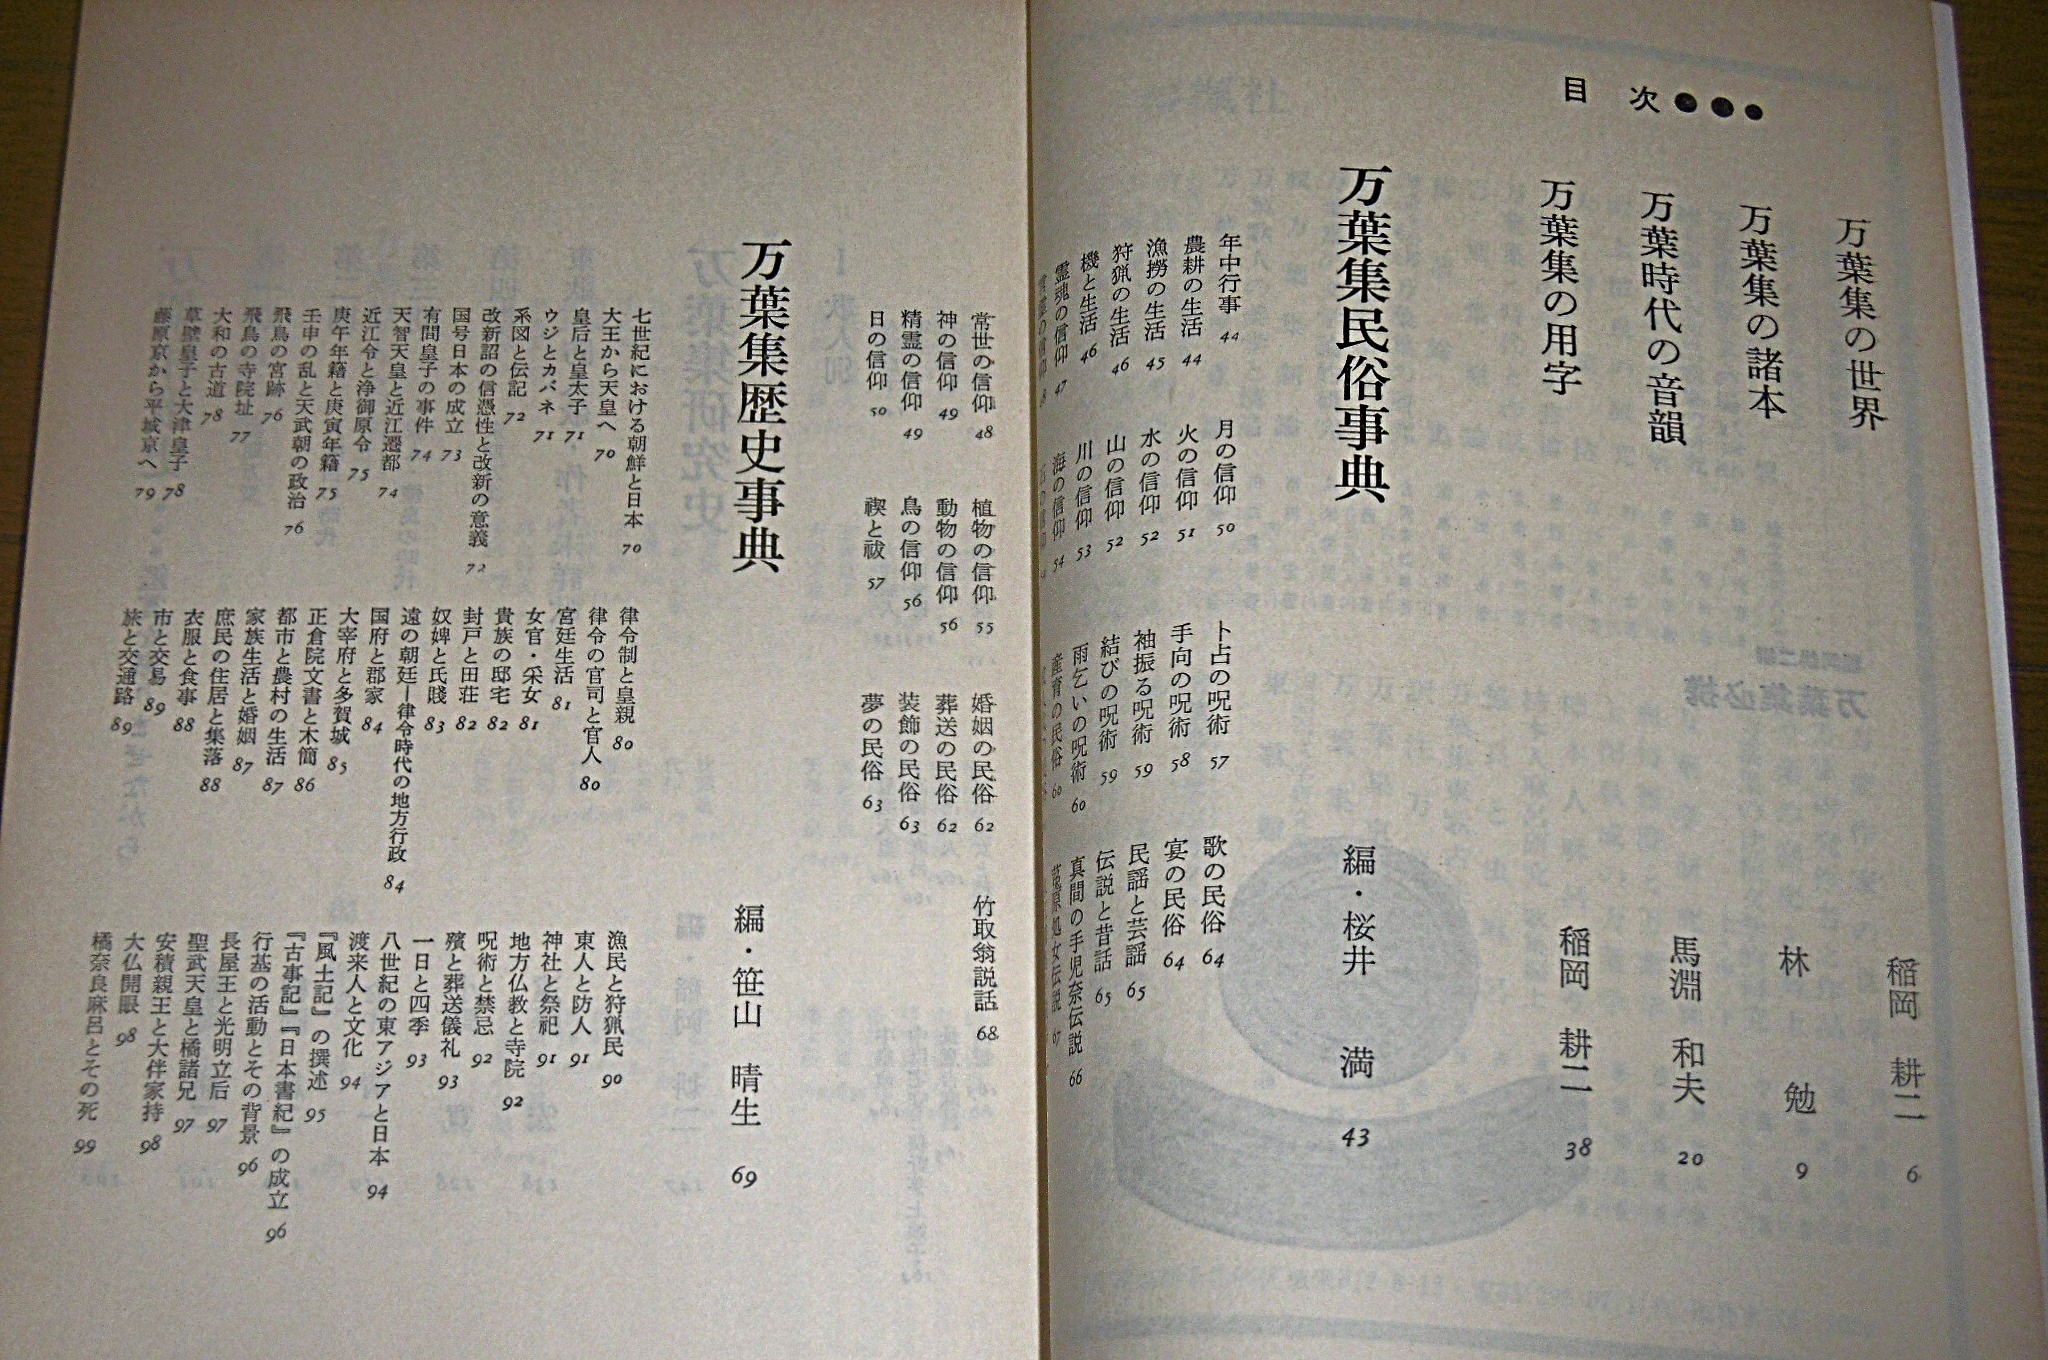 目次●●●
万葉集の世界 稲岡 耕二 6
万葉集の諸本 林 勉 9
万葉時代の音韻 馬淵 和夫 20
万葉集の用字 稲岡 耕二 38
万葉集民俗事典 編・桜井 満 43
年中行事 44
農耕の生活 44
漁撈の生活 45
狩猟の生活 46
機と生活 46
霊魂の信仰 47
月の信仰 50
火の信仰 51
水の信仰 52
山の信仰 52
川の信仰 53
海の信仰 54
卜占の呪術 57
手向の呪術 58
袖振る呪術 59
結びの呪術 59
雨乞いの呪術 60
産育の民俗 60
歌の民俗 64
宴の民俗 64
民謡と芸謡 65
伝説と昔話 65
真間の手児奈伝説 66
菟原処女伝説 67
常世の信仰 48
神の信仰 49
精霊の信仰 49
日の信仰 50
植物の信仰 55
動物の信仰 56
鳥の信仰 56
禊と祓 57
婚姻の民俗 62
葬送の民俗 62
装飾の民俗 63
夢の民俗 63
竹取翁説話 68
万葉集歴史事典 編・笹山 晴生 69
七世紀における朝鮮と日本 70
大王から天皇へ 70
皇后と皇太子 71
ウジとカバネ 71
系図と伝記 72
改新詔の信憑性と改新の意義 72
国号日本の成立 73
有間皇子の事件 74
天智天皇と近江遷都 74
近江令と浄御原令 75
庚午年籍と庚寅年籍 75
壬申の乱と天武朝の政治 76
飛鳥の宮跡 76
飛鳥の寺院址 77
大和の古道 78
草壁皇子と大津皇子 78
藤原京から平城京へ 79
律令制と皇親 80
律令の官司と官人 80
宮廷生活 81
女官・采女 81
貴族の邸宅 82
封戸と田荘 82
奴婢と氏賤 83
遠の朝廷―律令時代の地方行政 84
国府と郡家 84
大宰府と多賀城 85
正倉院文書と木簡 86
都市と農村の生活 87
家族生活と婚姻 87
庶民の住居と集落 88
衣服と食事 88
市と交易 89
旅と交通路 89
漁民と狩猟民 90
東人と防人 91
神社と祭祀 91
地方仏教と寺院 92
呪術と禁忌 92
殯と葬送儀礼 93
一日と四季 93
八世紀の東アジアと日本 94
渡来人と文化 94
『風土記』の撰述 95
『古事記』『日本書紀』の成立 96
行基の活動とその背景 96
長屋王と光明立后 97
聖武天皇と橘諸兄 97
安積親王と大伴家持 98
大仏開眼 98
橘奈良麻呂とその死 99